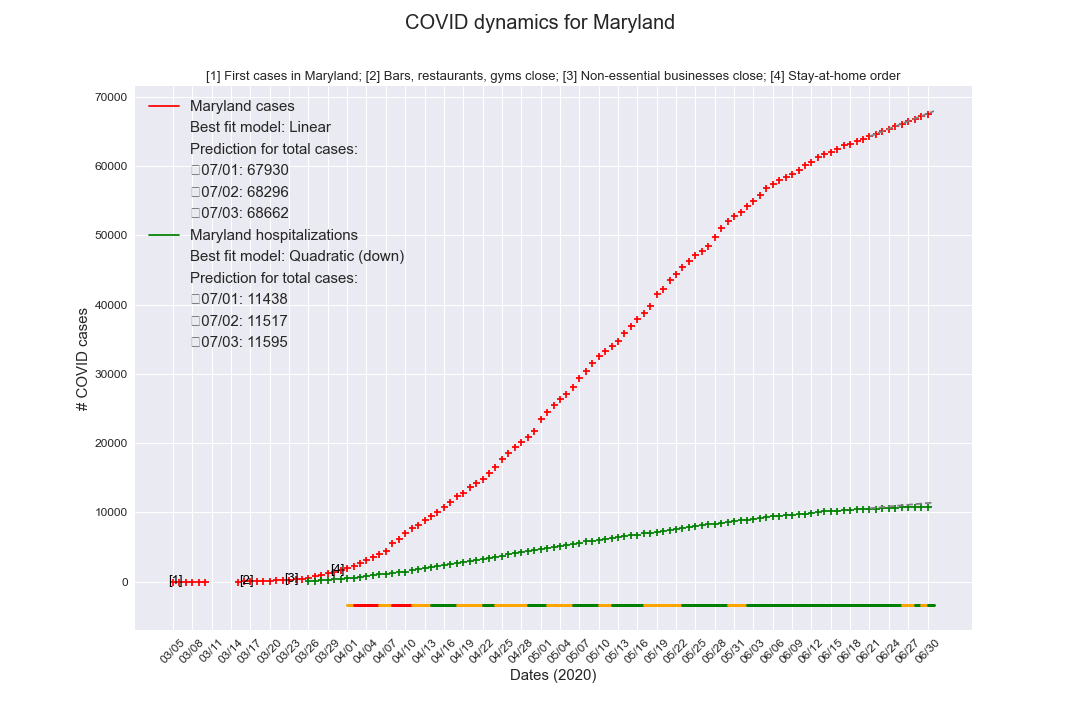 COVID dynamics for Maryland
[1] First cases in Maryland; [2] Bars, restaurants, gyms close; [3] Non-essential businesses close; [4] Stay-at-home order
Maryland cases
Best fit model: Linear
Prediction for total cases:
07/01: 67930
07/02: 68296
07/03: 68662
Maryland hospitalizations
Best fit model: Quadratic (down)
Prediction for total cases:
07/01: 11438
07/02: 11517
07/03: 11595
# COVID cases
70000
60000
50000
40000
30000
20000
10000
0
[1] [2] [3] [4]
03/05 03/08 03/11 03/14 03/17 03/20 03/23 03/26 03/29 04/01 04/04 04/07 04/10 04/13 04/16 04/19 04/22 04/25 04/28 05/01 05/04 05/07 05/10 05/13 05/16 05/19 05/22 05/25 05/28 05/31 06/03 06/06 06/09 06/12 06/15 06/18 06/21 06/24 06/27 06/30
Dates (2020)